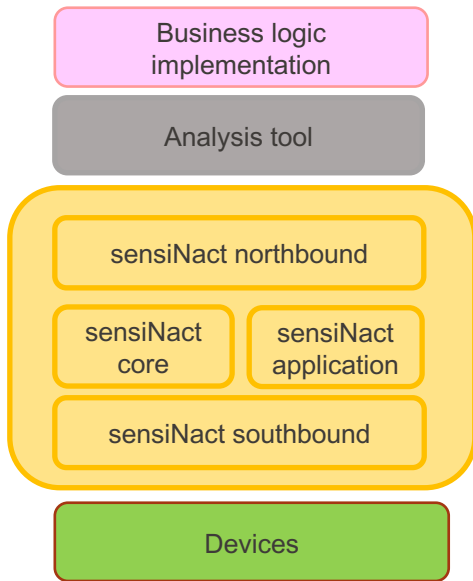 Business logic
implementation
Analysis tool
sensiNact northbound
sensiNact
core
sensiNact
application
sensiNact southbound
Devices